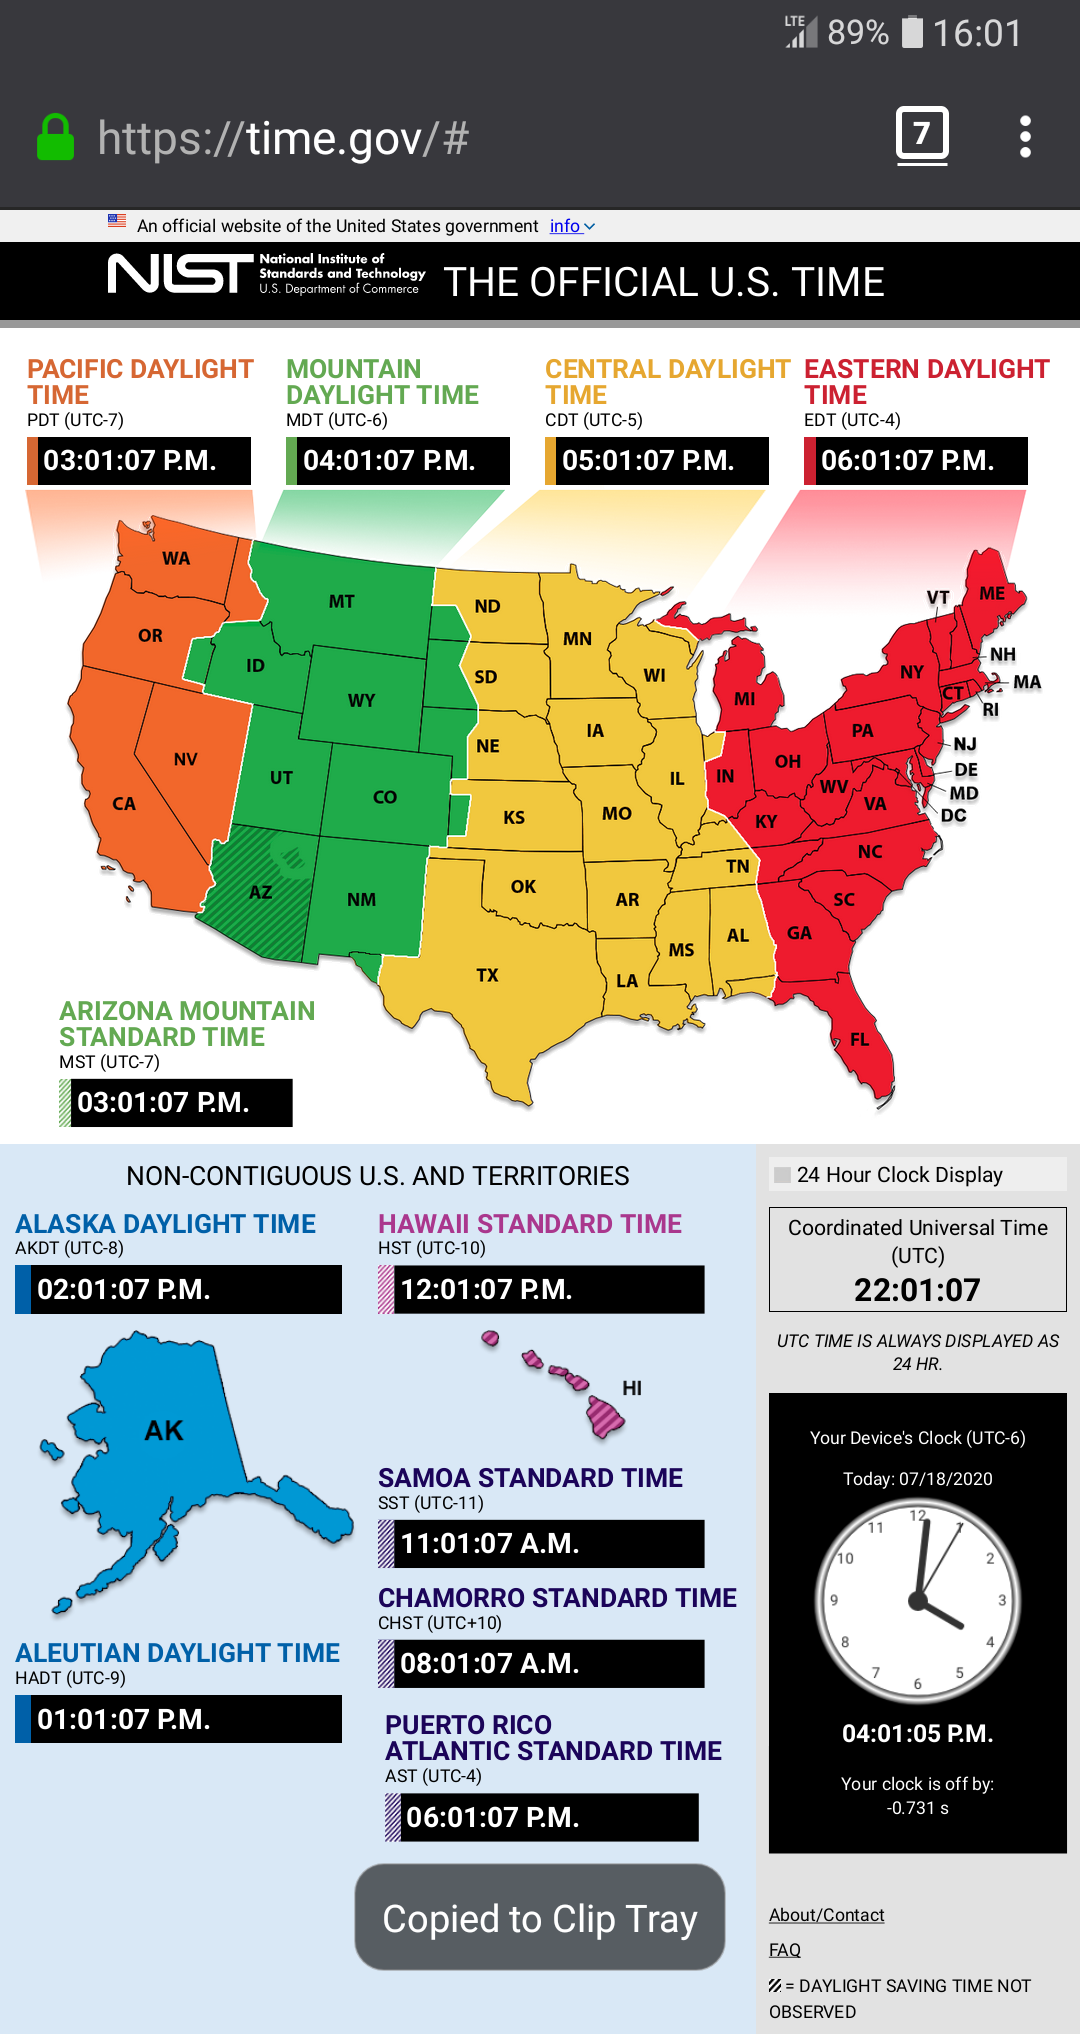 LTE 89% 16:01
https://time.gov/#
7
An official website of the United States government info
NIST National Institute of
Standards and Technology
U.S. Department of Commerce
THE OFFICIAL U.S. TIME
PACIFIC DAYLIGHT
TIME
PDT (UTC-7)
03:01:07 P.M.
MOUNTAIN
DAYLIGHT TIME
MDT (UTC-6)
04:01:07 P.M.
CENTRAL DAYLIGHT
TIME
CDT (UTC-5)
05:01:07 P.M.
EASTERN DAYLIGHT
TIME
EDT (UTC-4)
06:01:07 P.M.
WA
MT
ND
MN
VT
ME
OR
ID
WY
SD
WI
NY
NH
MA
CT
RI
MI
NV
UT
CO
NE
IA
PA
NJ
CA
KS
MO
IL
IN
OH
WV
VA
DE
MD
DC
KY
NC
AZ
NM
OK
AR
TN
SC
TX
LA
MS
AL
GA
FL
ARIZONA MOUNTAIN
STANDARD TIME
MST (UTC-7)
03:01:07 P.M.
NON-CONTIGUOUS U.S. AND TERRITORIES
ALASKA DAYLIGHT TIME
AKDT (UTC-8)
02:01:07 P.M.
AK
ALEUTIAN DAYLIGHT TIME
HADT (UTC-9)
01:01:07 P.M.
HAWAII STANDARD TIME
HST (UTC-10)
12:01:07 P.M.
HI
SAMOA STANDARD TIME
SST (UTC-11)
11:01:07 A.M.
CHAMORRO STANDARD TIME
CHST (UTC+10)
08:01:07 A.M.
PUERTO RICO
ATLANTIC STANDARD TIME
AST (UTC-4)
06:01:07 P.M.
Copied to Clip Tray
24 Hour Clock Display
Coordinated Universal Time
(UTC)
22:01:07
UTC TIME IS ALWAYS DISPLAYED AS
24 HR.
Your Device's Clock (UTC-6)
Today: 07/18/2020
12
1
2
3
4
5
6
7
8
9
10
11
04:01:05 P.M.
Your clock is off by:
-0.731 s
About/Contact
FAQ
= DAYLIGHT SAVING TIME NOT
OBSERVED